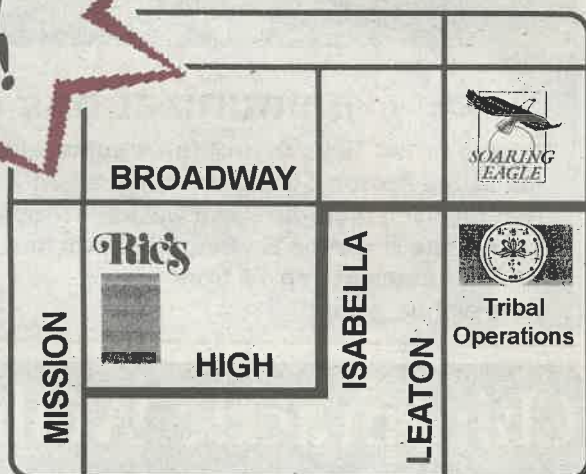 !
SOARING
EAGLE
BROADWAY
Ric's
Tribal
Operations
MISSION
HIGH
ISABELLA
LEATON